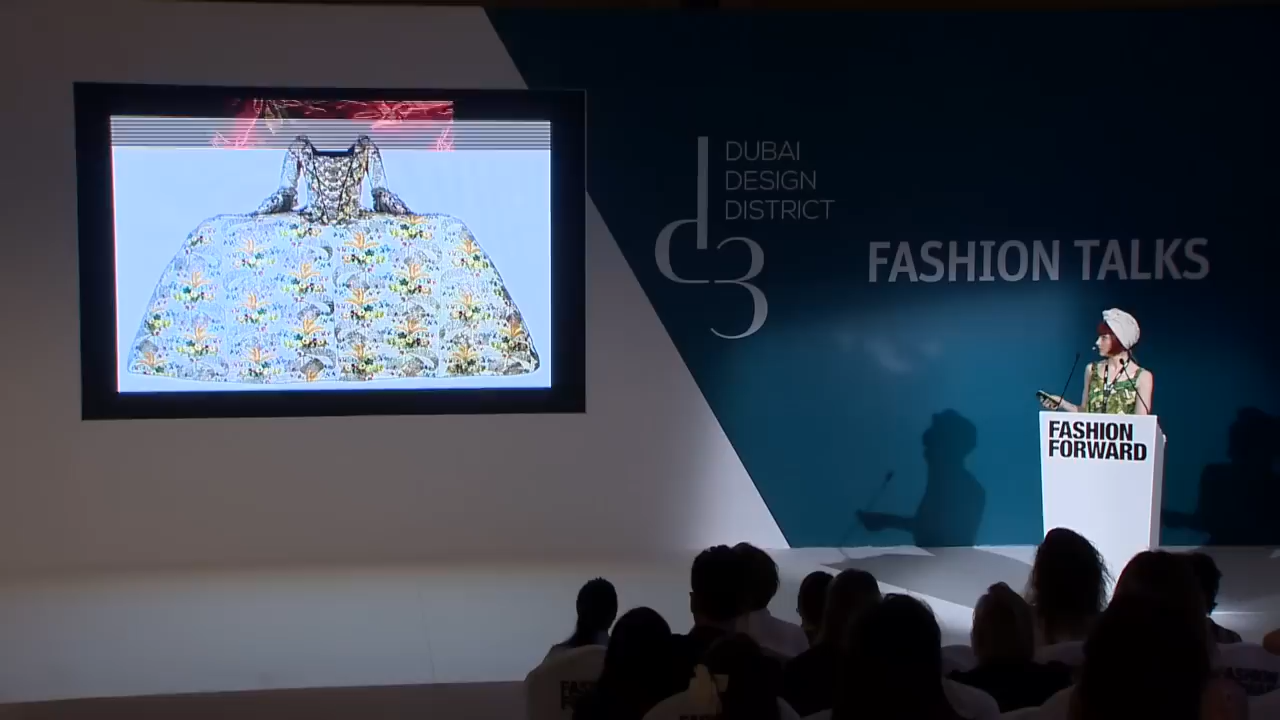 DUBAI
DESIGN
DISTRICT
d3
FASHION TALKS
FASHION
FORWARD